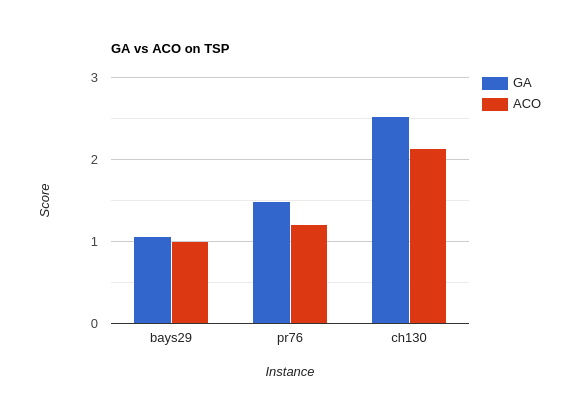 GA vs ACO on TSP
3
2
1
0
Score
bays29
pr76
ch130
Instance
GA
ACO